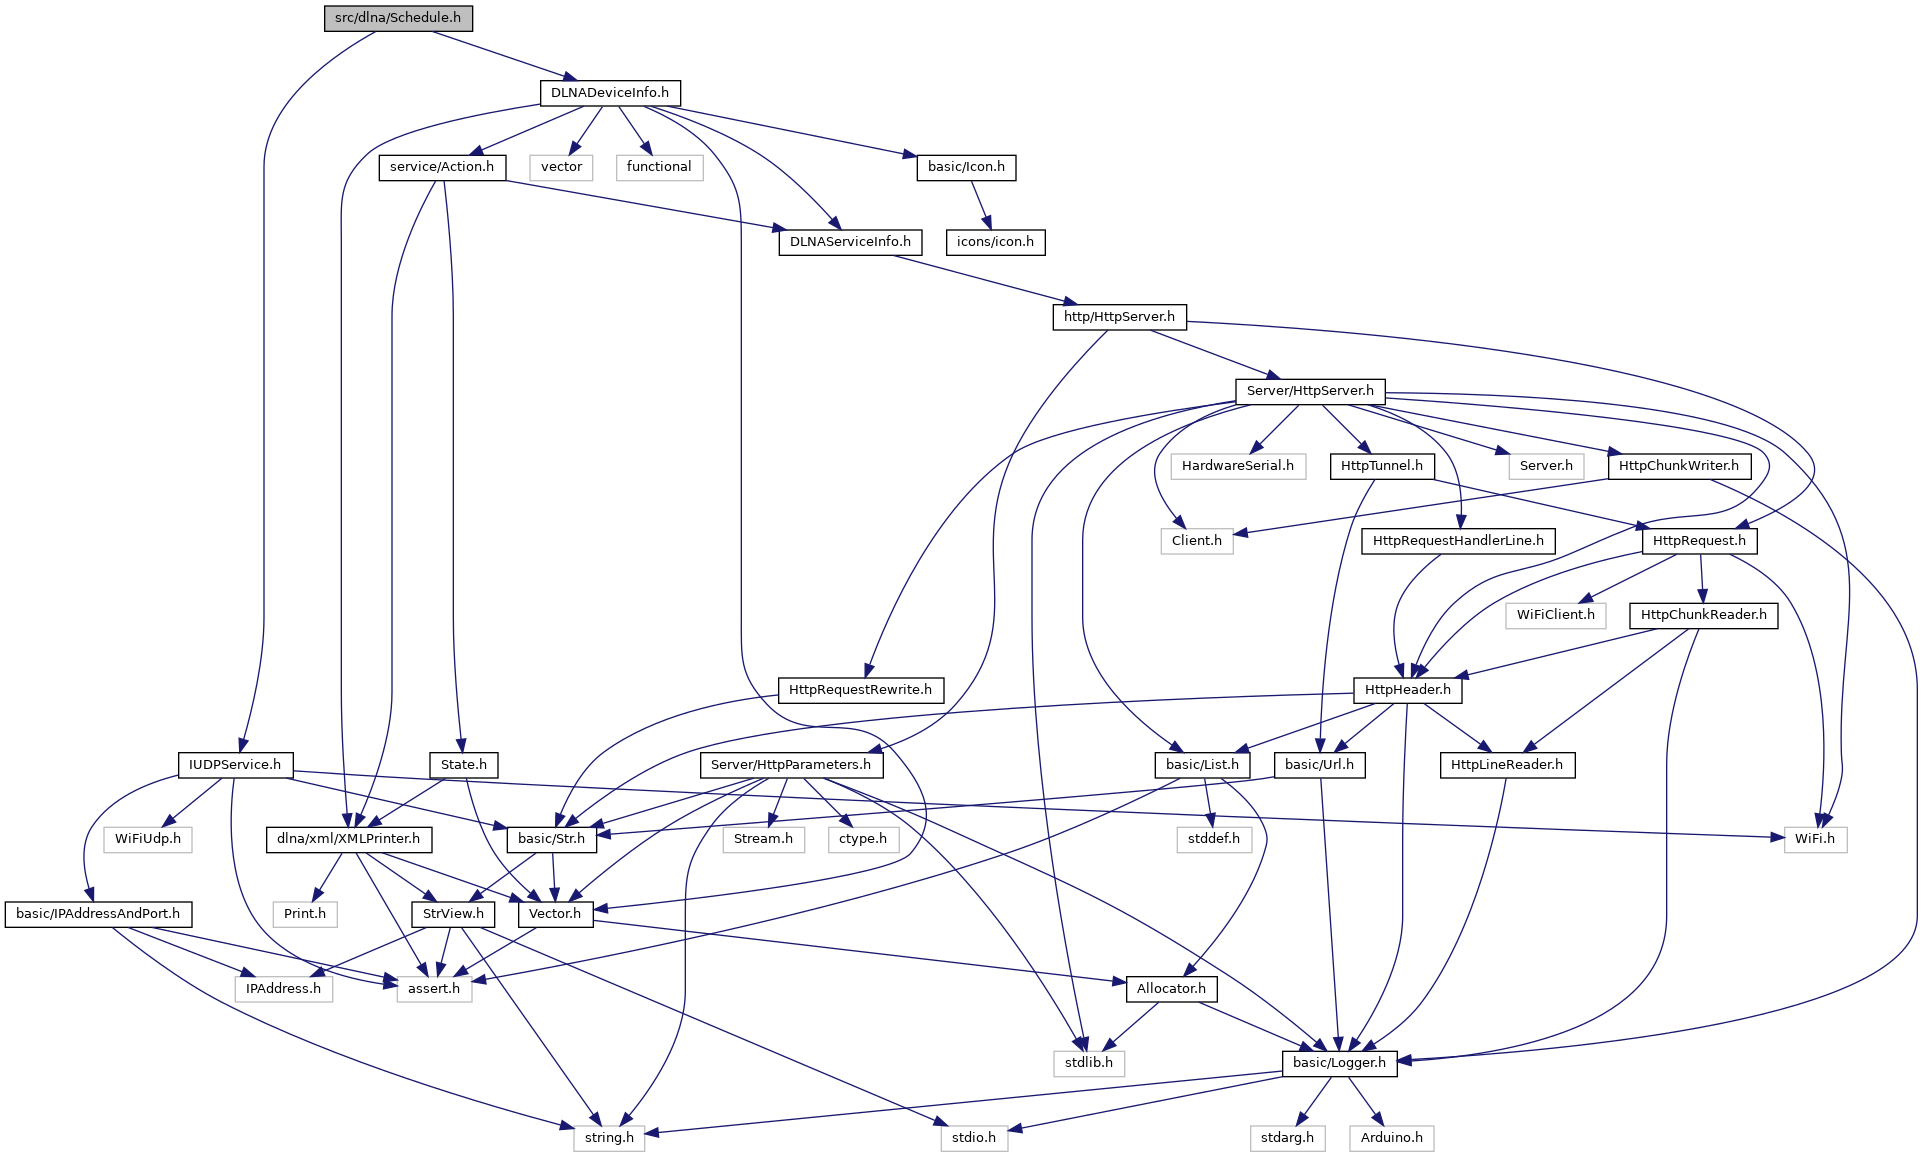 src/dlna/Schedule.h
DLNADeviceInfo.h
service/Action.h
vector
functional
basic/Icon.h
DLNAServiceInfo.h
icons/icon.h
http/HttpServer.h
Server/HttpServer.h
HardwareSerial.h
HttpTunnel.h
Server.h
HttpChunkWriter.h
Client.h
HttpRequestHandlerLine.h
HttpRequest.h
WiFiClient.h
HttpChunkReader.h
HttpRequestRewrite.h
HttpHeader.h
IUDPService.h
State.h
Server/HttpParameters.h
basic/List.h
basic/Url.h
HttpLineReader.h
WiFiUdp.h
dlna/xml/XMLPrinter.h
basic/Str.h
Stream.h
ctype.h
stddef.h
WiFi.h
basic/IPAddressAndPort.h
Print.h
StrView.h
Vector.h
IPAddress.h
assert.h
Allocator.h
stdlib.h
basic/Logger.h
string.h
stdio.h
stdarg.h
Arduino.h